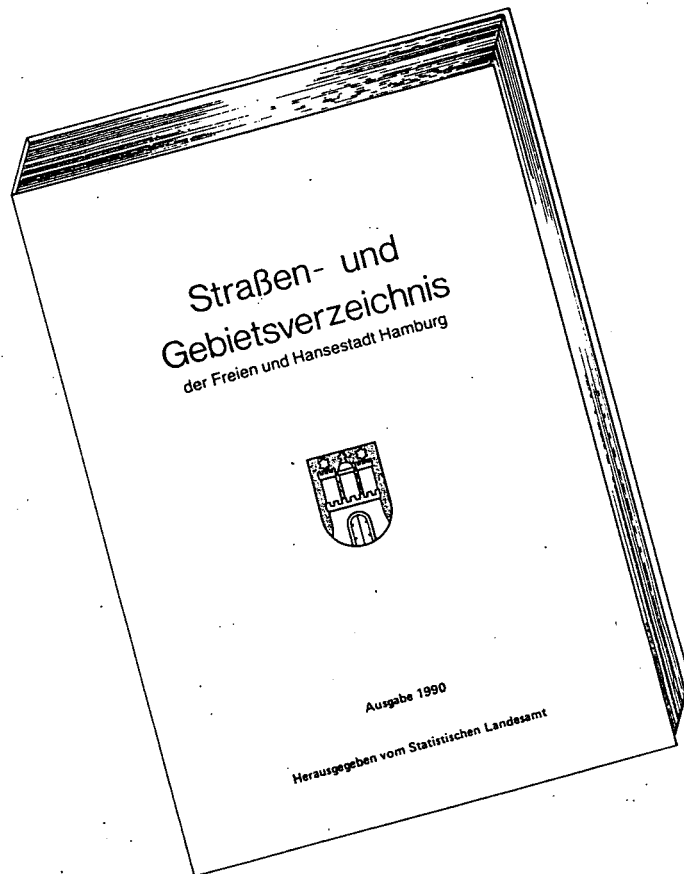 Straßen- und
Gebietsverzeichnis
der Freien und Hansestadt Hamburg
Ausgabe 1990
Herausgegeben vom Statistischen Landesamt